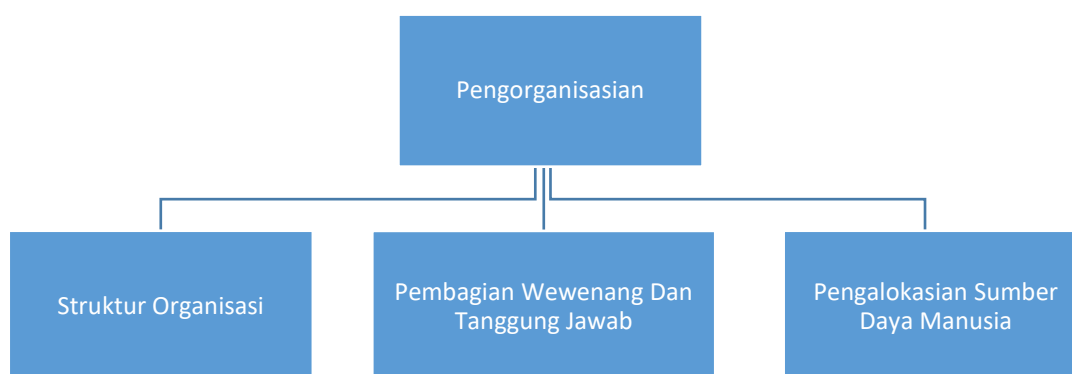 Pengorganisasian
Struktur Organisasi
Pembagian Wewenang Dan
Tanggung Jawab
Pengalokasian Sumber
Daya Manusia